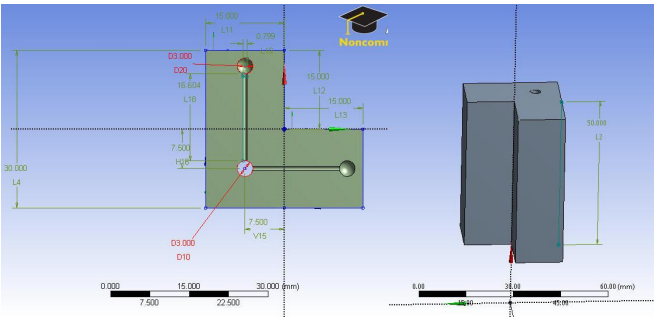 15.000
L11
0.799
D3.000
D20
16.664
L18
15.000
L12
15.000
L13
7.500
H16
30.000
L4
7.500
V15
D3.000
D10
0.000 15.000 30.000 (mm)
7.500 22.500
Noncom
50.000
L2
0.00 30.00 60.00 (mm)
15.00 45.00